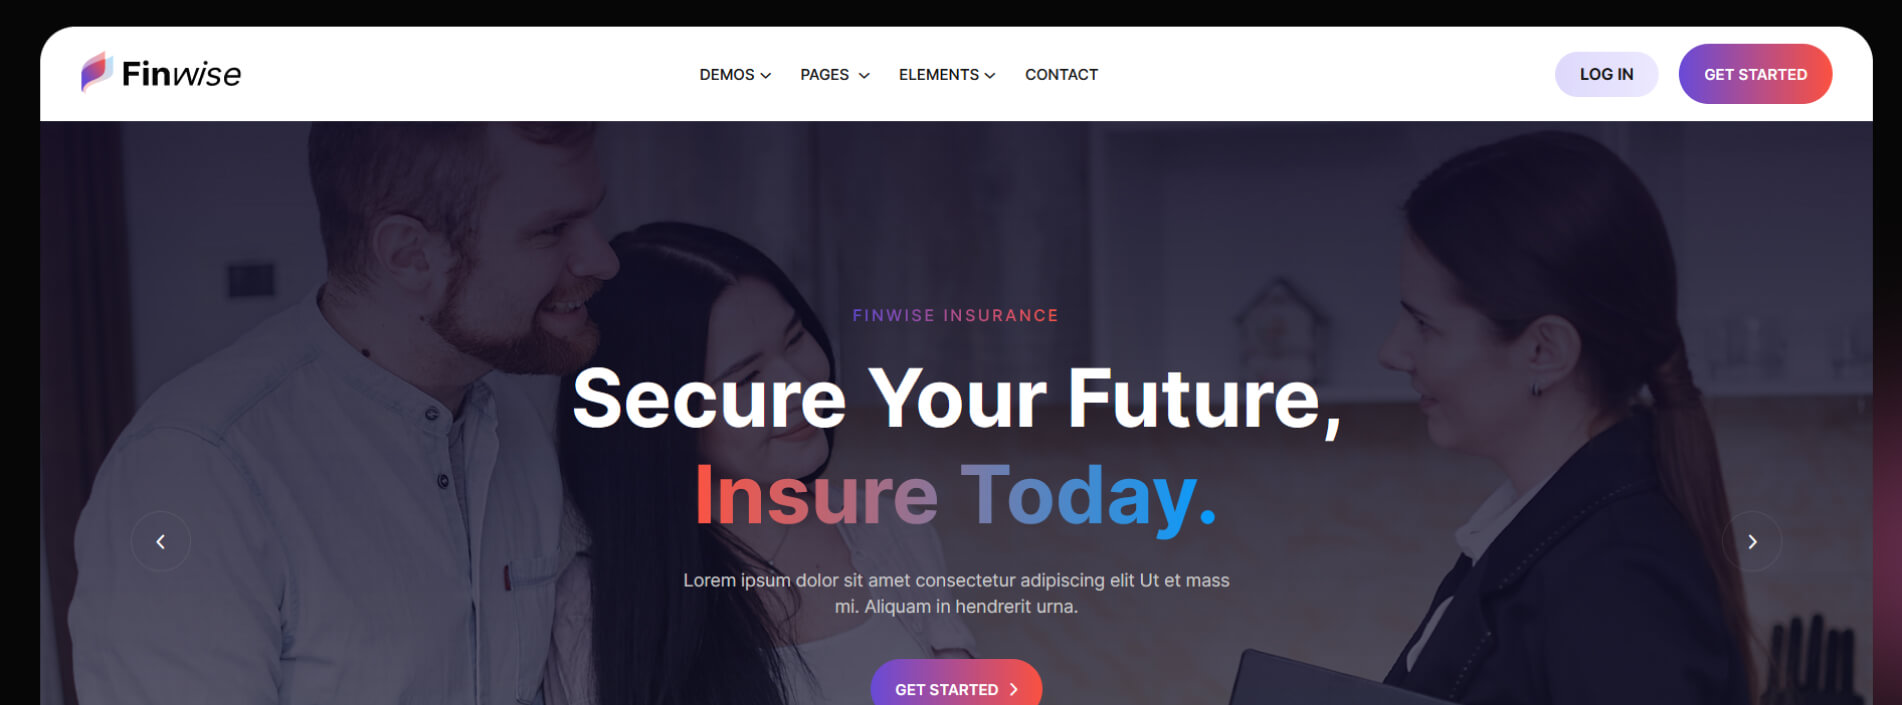 Finwise
DEMOS PAGES ELEMENTS CONTACT
LOG IN
GET STARTED
FINWISE INSURANCE
Secure Your Future,
Insure Today.
Lorem ipsum dolor sit amet consectetur adipiscing elit Ut et mass
mi. Aliquam in hendrerit urna.
GET STARTED